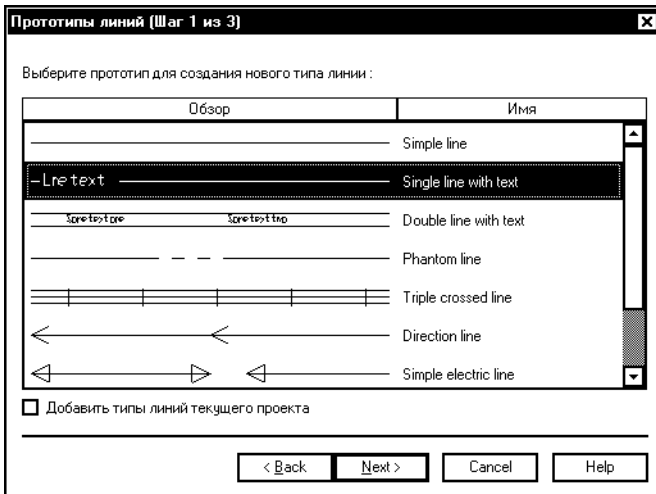 Прототипы линий (Шаг 1 из 3)
Выберите прототип для создания нового типа линии :
Обзор Имя
Simple line
Line text Single line with text
Double line with text
Phantom line
Triple crossed line
Direction line
Simple electric line
Добавить типы линий текущего проекта
< Back Next > Cancel Help